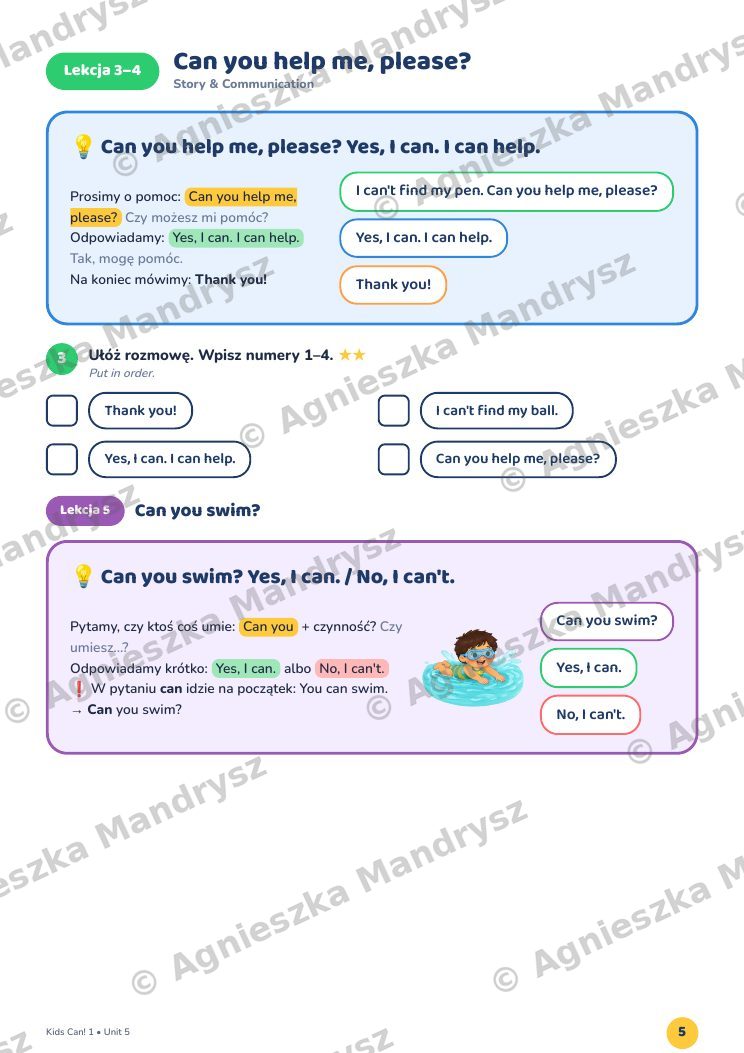 Lekcja 3–4
Can you help me, please?
Story & Communication
💡 Can you help me, please? Yes, I can. I can help.
Prosimy o pomoc: Can you help me,
please? Czy możesz mi pomóc?
Odpowiadamy: Yes, I can. I can help.
Tak, mogę pomóc.
Na koniec mówimy: Thank you!
I can't find my pen. Can you help me, please?
Yes, I can. I can help.
Thank you!
3 Ułóż rozmowę. Wpisz numery 1–4. ★★
Put in order.
Thank you!
I can't find my ball.
Yes, I can. I can help.
Can you help me, please?
Lekcja 5
Can you swim?
💡 Can you swim? Yes, I can. / No, I can't.
Pytamy, czy ktoś coś umie: Can you + czynność? Czy
umiesz...?
Odpowiadamy krótko: Yes, I can. albo No, I can't.
❗ W pytaniu can idzie na początek: You can swim.
→ Can you swim?
Can you swim?
Yes, I can.
No, I can't.
Kids Can! 1 • Unit 5
5
© Agnieszka Mandrysz